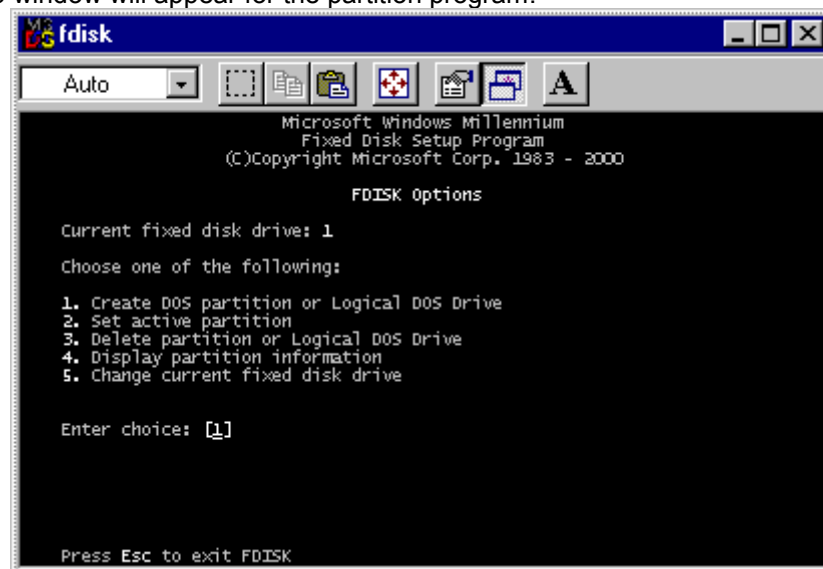 window will appear for the partition program.
fdisk
Auto
A
Microsoft Windows Millennium
Fixed Disk Setup Program
(C)Copyright Microsoft Corp. 1983 - 2000
FDISK Options
Current fixed disk drive: 1
Choose one of the following:
1. Create DOS partition or Logical DOS Drive
2. Set active partition
3. Delete partition or Logical DOS Drive
4. Display partition information
5. Change current fixed disk drive
Enter choice: [1]
Press Esc to exit FDISK